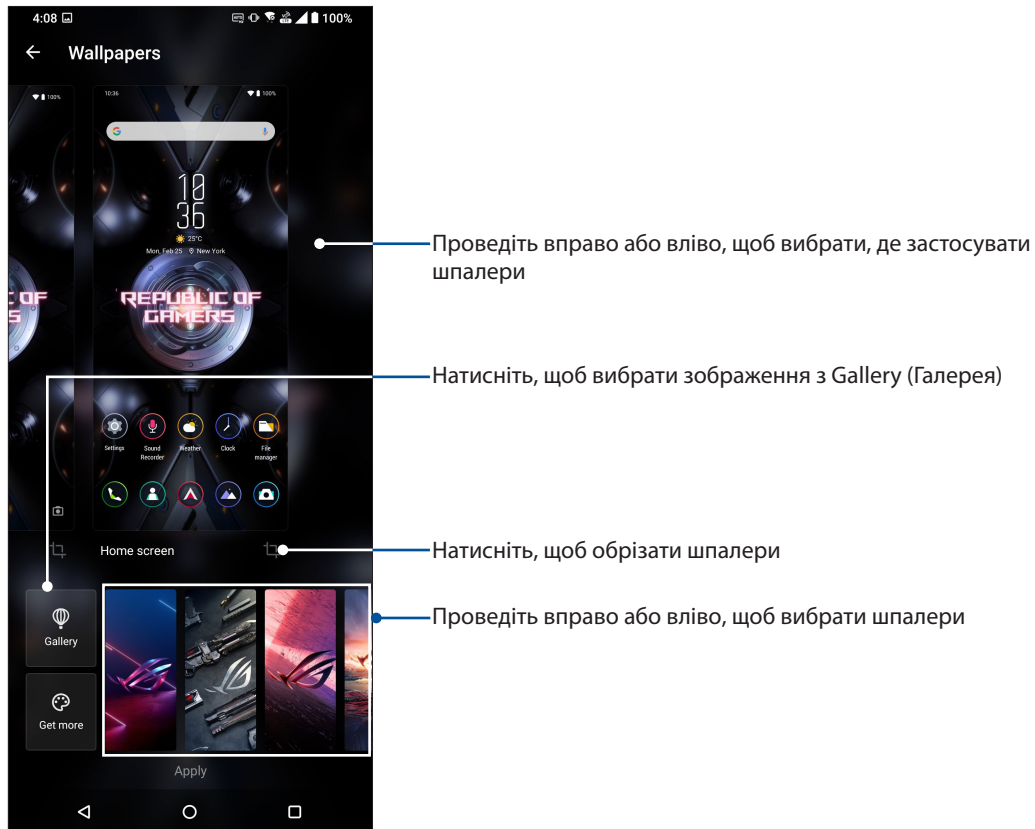 4:08 100%
Wallpapers
100%
10:36 100%
G
10
36
25°C
Mon, Feb 25 New York
REPUBLIC OF
GAMERS
OF
S
Settings Sound Recorder Weather Clock File manager
Home screen
Gallery
Get more
Apply
Проведіть вправо або вліво, щоб вибрати, де застосувати
шпалери
Натисніть, щоб вибрати зображення з Gallery (Галерея)
Натисніть, щоб обрізати шпалери
Проведіть вправо або вліво, щоб вибрати шпалери